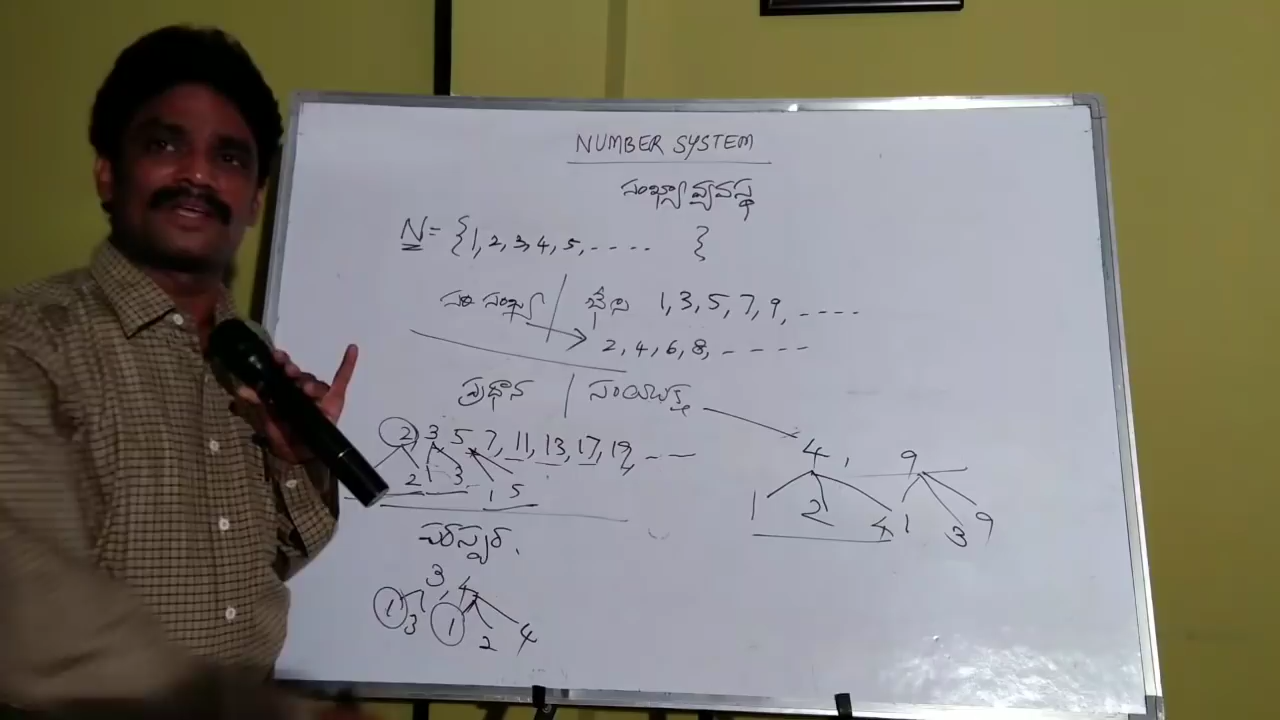 NUMBER SYSTEM
సంఖ్యా వ్యవస్థ
N = {1, 2, 3, 4, 5, ----- }
సరి సంఖ్య / బేసి 1, 3, 5, 7, 9, ----
2, 4, 6, 8, -----
ప్రధాన / సంయుక్త
2 3 5 7, 11, 13, 17, 19, ---
4, 9
2 1 3 1 5
1 2 4 1 3 9
పరస్పర
3, 4
1 3 1 2 4